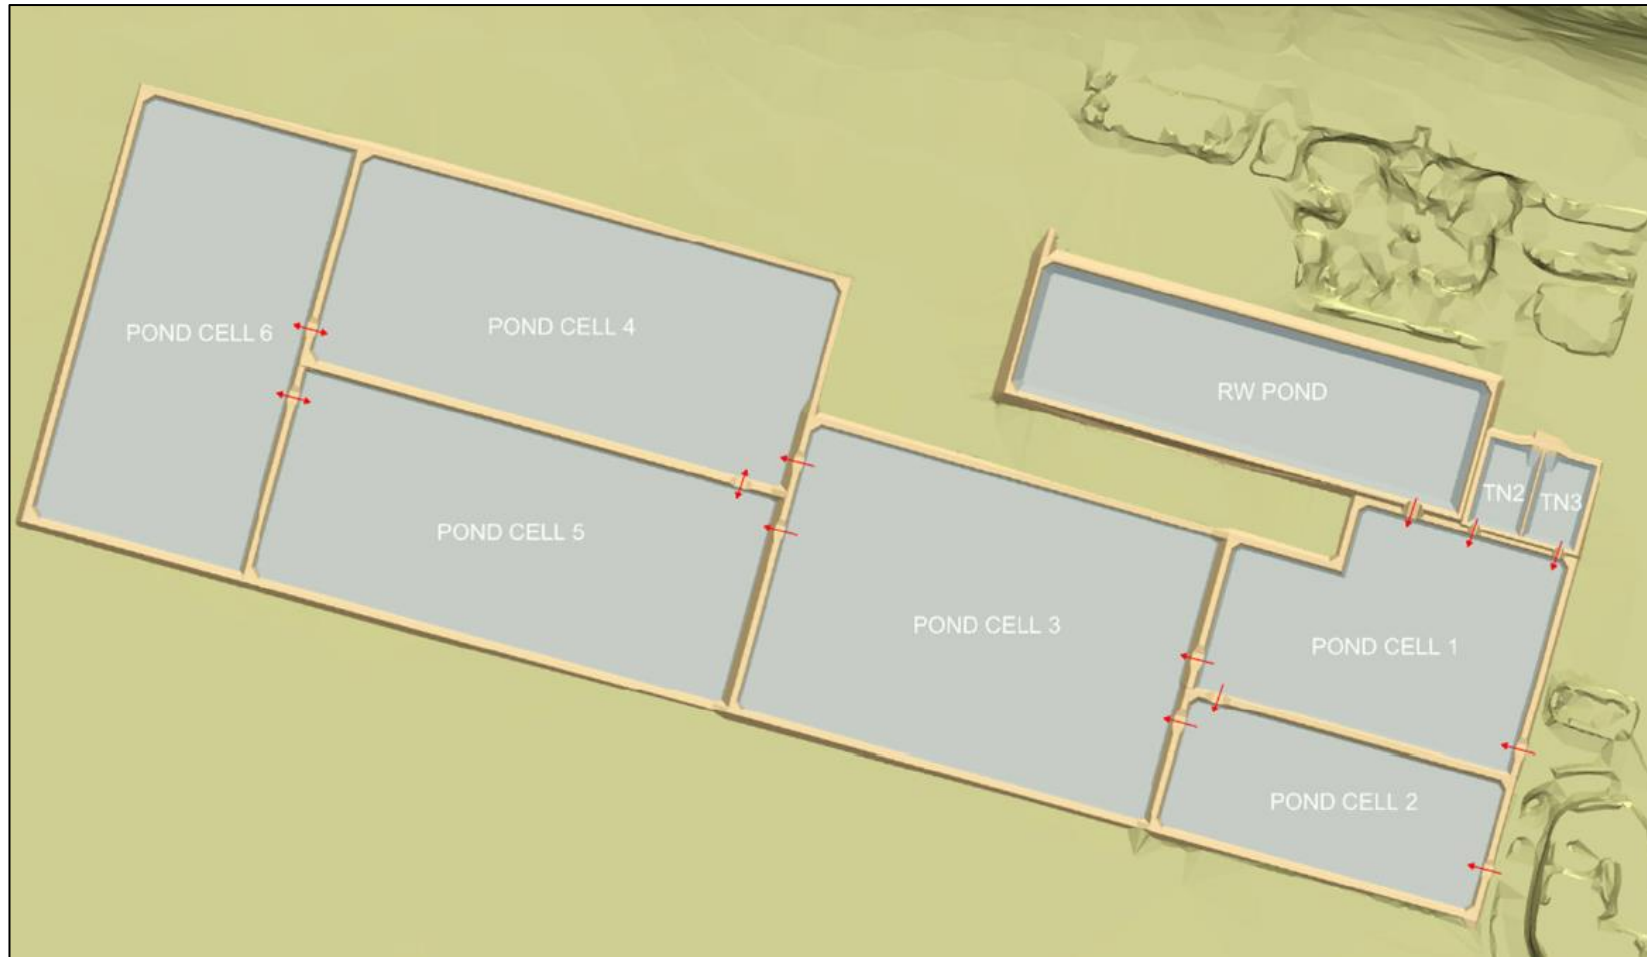 POND CELL 6
POND CELL 4
RW POND
TN2
TN3
POND CELL 5
POND CELL 3
POND CELL 1
POND CELL 2